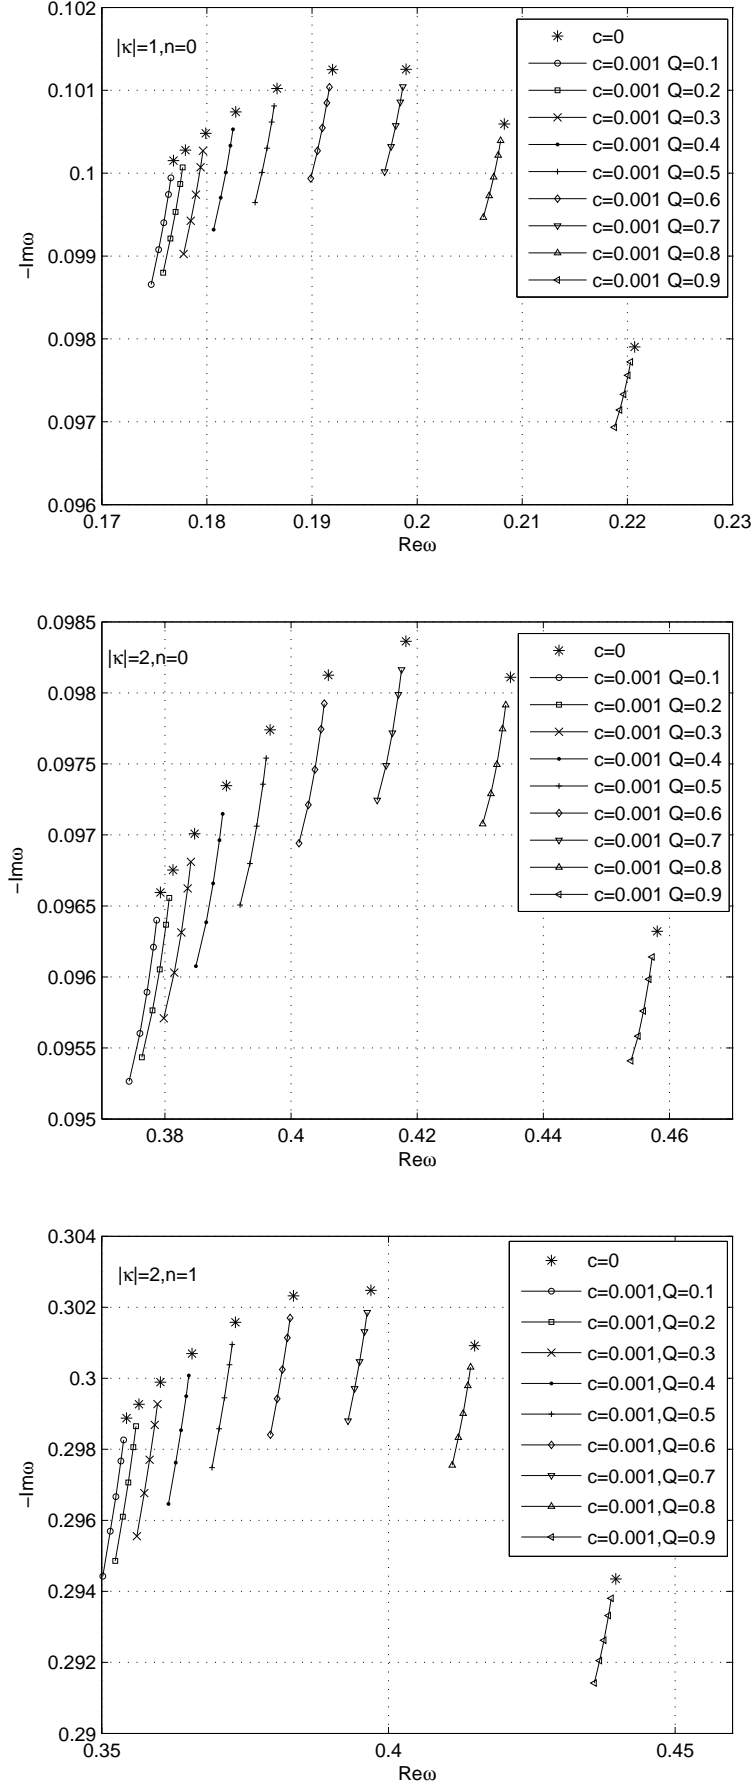 0.102
|κ|=1,n=0
c=0
c=0.001 Q=0.1
c=0.001 Q=0.2
c=0.001 Q=0.3
c=0.001 Q=0.4
c=0.001 Q=0.5
c=0.001 Q=0.6
c=0.001 Q=0.7
c=0.001 Q=0.8
c=0.001 Q=0.9
0.101
0.1
0.099
0.098
0.097
0.096
−Imω
0.17 0.18 0.19 0.2 0.21 0.22 0.23
Reω
0.0985
|κ|=2,n=0
c=0
c=0.001 Q=0.1
c=0.001 Q=0.2
c=0.001 Q=0.3
c=0.001 Q=0.4
c=0.001 Q=0.5
c=0.001 Q=0.6
c=0.001 Q=0.7
c=0.001 Q=0.8
c=0.001 Q=0.9
0.098
0.0975
0.097
0.0965
0.096
0.0955
0.095
−Imω
0.38 0.4 0.42 0.44 0.46
Reω
0.304
|κ|=2,n=1
c=0
c=0.001,Q=0.1
c=0.001,Q=0.2
c=0.001,Q=0.3
c=0.001,Q=0.4
c=0.001,Q=0.5
c=0.001,Q=0.6
c=0.001,Q=0.7
c=0.001,Q=0.8
c=0.001,Q=0.9
0.302
0.3
0.298
0.296
0.294
0.292
0.29
−Imω
0.35 0.4 0.45
Reω